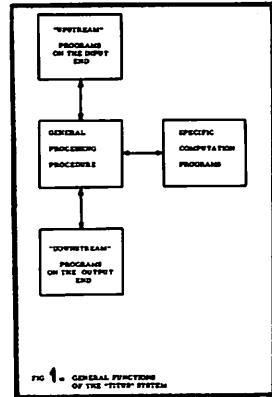 "UPSTREAM"
PROGRAMS
ON THE INPUT
END
GENERAL
PROCESSING
PROCEDURE
SPECIFIC
COMPUTATION
PROGRAMS
"DOWNSTREAM"
PROGRAMS
ON THE OUTPUT
END
FIG 1. GENERAL FUNCTIONS
OF THE "TITUS" SYSTEM